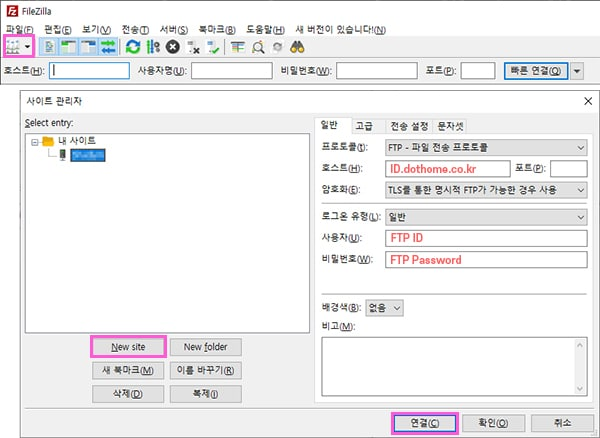 FileZilla
파일(F) 편집(E) 보기(V) 전송(T) 서버(S) 북마크(B) 도움말(H) 새 버전이 있습니다!(N)
호스트(H): 사용자명(U): 비밀번호(W): 포트(P): 빠른 연결(Q)
사이트 관리자
Select entry:
내 사이트
New site New folder
새 북마크(M) 이름 바꾸기(R)
삭제(D) 복제(I)
일반 고급 전송 설정 문자셋
프로토콜(t): FTP - 파일 전송 프로토콜
호스트(H): ID.dothome.co.kr 포트(P):
암호화(E): TLS를 통한 명시적 FTP가 가능한 경우 사용
로그온 유형(L): 일반
사용자(U): FTP ID
비밀번호(W): FTP Password
배경색(B): 없음
비고(M):
연결(C) 확인(O) 취소